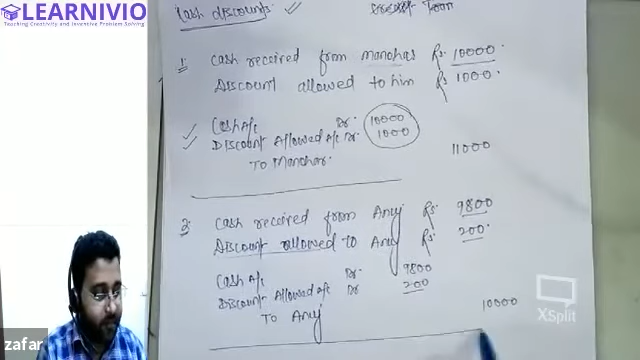 LEARNIVIO
Teaching Creativity and Inventive Problem Solving
Cash discounts
1. Cash received from Manohar Rs. 10000
Discount allowed to him Rs 1000.
Cash A/c Dr. 10000
Discount Allowed A/c Dr. 1000
To Manohar. 11000
2. Cash received from Anuj Rs. 9800
Discount allowed to Anuj Rs. 200.
Cash A/c Dr. 9800
Discount Allowed A/c Dr 200
To Anuj 10000
XSplit
zafar